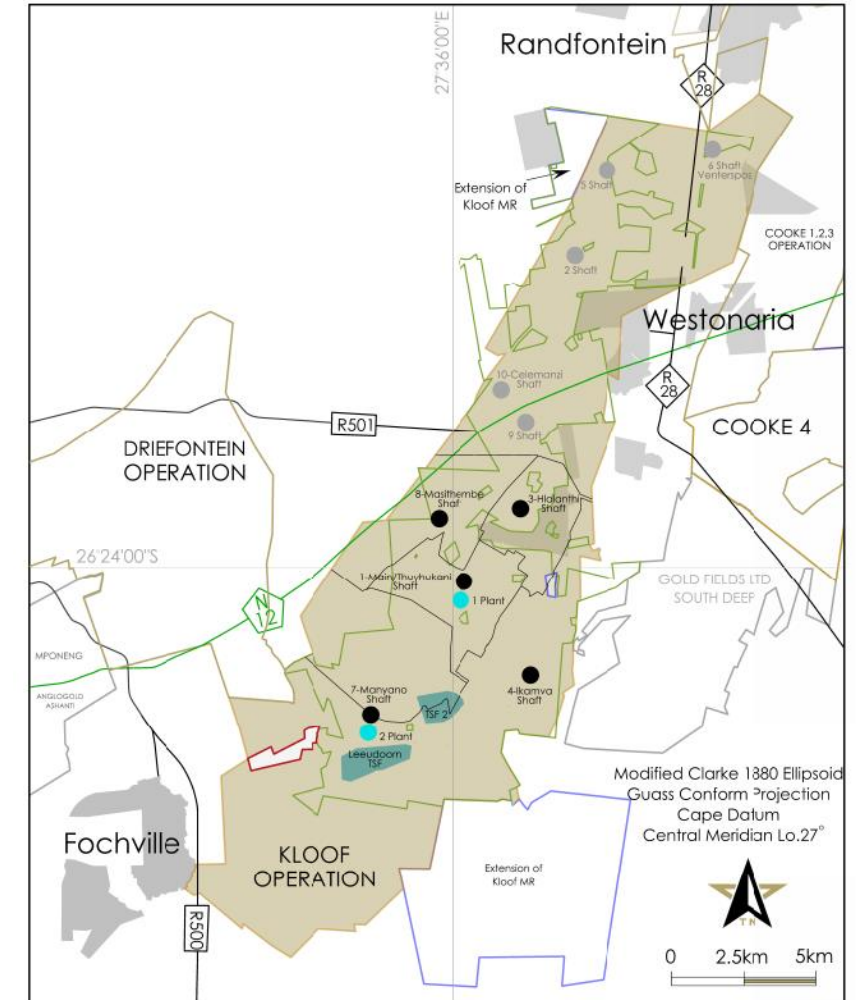 27°36'00"E
Randfontein
R
28
6 Shaft
Venterspos
5 Shaft
Extension of
Kloof MR
COOKE 1,2,3
OPERATION
2 Shaft
Westonaria
10-Celemanzi
Shaft
R
28
R501
9 Shaft
COOKE 4
DRIEFONTEIN
OPERATION
8-Masithembe
Shaf
3-Hlalanthi
Shaft
26°24'00"S
1-Main/Thuyhukani
Shaft
1 Plant
GOLD FIELDS LTD
SOUTH DEEP
N
12
MPONENG
ANGLOGOLD
ASHANTI
7-Manyano
Shaft
4-Ikamva
Shaft
TSF 2
2 Plant
Leeudoorn
TSF
Modified Clarke 1880 Ellipsoid
Guass Conform Projection
Cape Datum
Central Meridian Lo.27°
Fochville
KLOOF
OPERATION
Extension of
Kloof MR
T N
R500
0 2.5km 5km